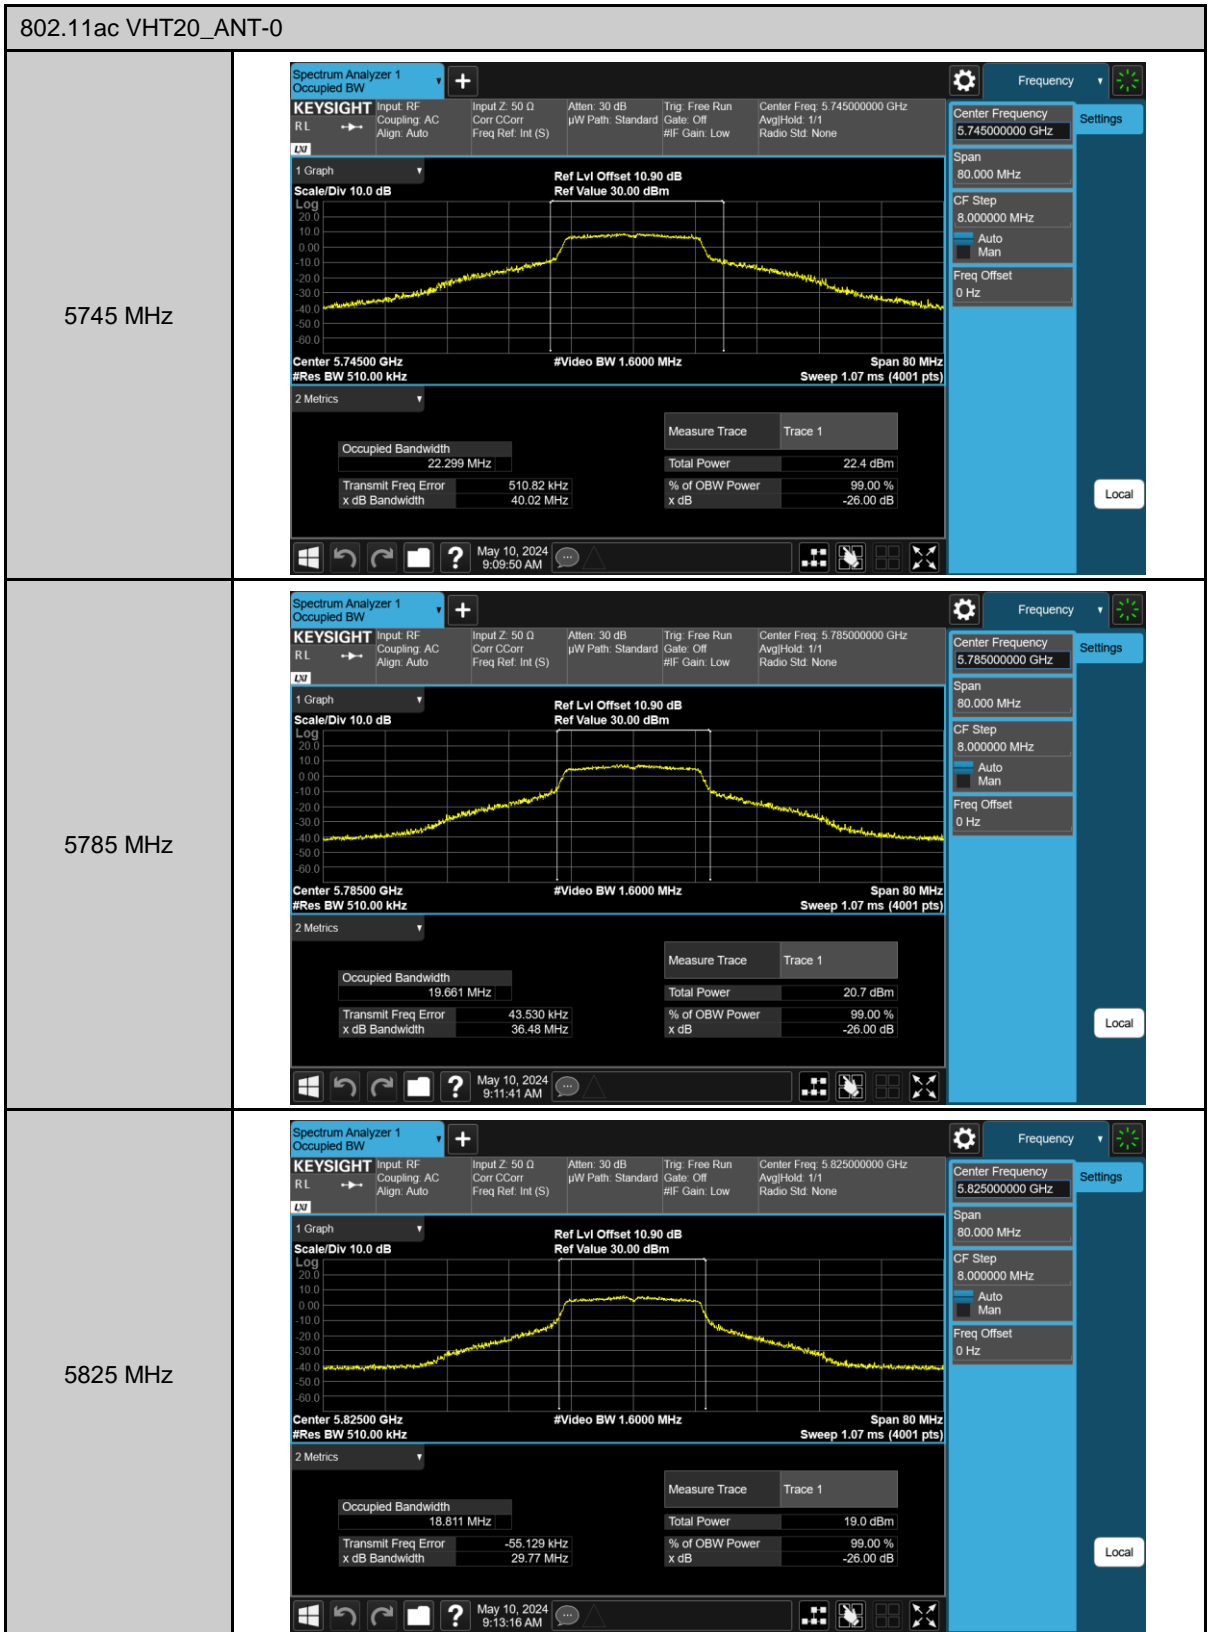 802.11ac VHT20_ANT-0
5745 MHz
Spectrum Analyzer 1
Occupied BW
+
Frequency
KEYSIGHT
R L
LXI
Input: RF
Coupling: AC
Align: Auto
Input Z: 50 Ω
Corr CCorr
Freq Ref: Int (S)
Atten: 30 dB
µW Path: Standard
Trig: Free Run
Gate: Off
#IF Gain: Low
Center Freq: 5.745000000 GHz
Avg|Hold: 1/1
Radio Std: None
Center Frequency
5.745000000 GHz
Settings
Span
80.000 MHz
CF Step
8.000000 MHz
Auto
Man
Freq Offset
0 Hz
Local
1 Graph
Scale/Div 10.0 dB
Ref Lvl Offset 10.90 dB
Ref Value 30.00 dBm
Log
20.0
10.0
0.00
-10.0
-20.0
-30.0
-40.0
-50.0
-60.0
Center 5.74500 GHz
#Video BW 1.6000 MHz
Span 80 MHz
#Res BW 510.00 kHz
Sweep 1.07 ms (4001 pts)
2 Metrics
Measure Trace Trace 1
Occupied Bandwidth
22.299 MHz
Total Power 22.4 dBm
Transmit Freq Error 510.82 kHz
% of OBW Power 99.00 %
x dB Bandwidth 40.02 MHz
x dB -26.00 dB
?
May 10, 2024
9:09:50 AM
5785 MHz
Spectrum Analyzer 1
Occupied BW
+
Frequency
KEYSIGHT
R L
LXI
Input: RF
Coupling: AC
Align: Auto
Input Z: 50 Ω
Corr CCorr
Freq Ref: Int (S)
Atten: 30 dB
µW Path: Standard
Trig: Free Run
Gate: Off
#IF Gain: Low
Center Freq: 5.785000000 GHz
Avg|Hold: 1/1
Radio Std: None
Center Frequency
5.785000000 GHz
Settings
Span
80.000 MHz
CF Step
8.000000 MHz
Auto
Man
Freq Offset
0 Hz
Local
1 Graph
Scale/Div 10.0 dB
Ref Lvl Offset 10.90 dB
Ref Value 30.00 dBm
Log
20.0
10.0
0.00
-10.0
-20.0
-30.0
-40.0
-50.0
-60.0
Center 5.78500 GHz
#Video BW 1.6000 MHz
Span 80 MHz
#Res BW 510.00 kHz
Sweep 1.07 ms (4001 pts)
2 Metrics
Measure Trace Trace 1
Occupied Bandwidth
19.661 MHz
Total Power 20.7 dBm
Transmit Freq Error 43.530 kHz
% of OBW Power 99.00 %
x dB Bandwidth 36.48 MHz
x dB -26.00 dB
?
May 10, 2024
9:11:41 AM
5825 MHz
Spectrum Analyzer 1
Occupied BW
+
Frequency
KEYSIGHT
R L
LXI
Input: RF
Coupling: AC
Align: Auto
Input Z: 50 Ω
Corr CCorr
Freq Ref: Int (S)
Atten: 30 dB
µW Path: Standard
Trig: Free Run
Gate: Off
#IF Gain: Low
Center Freq: 5.825000000 GHz
Avg|Hold: 1/1
Radio Std: None
Center Frequency
5.825000000 GHz
Settings
Span
80.000 MHz
CF Step
8.000000 MHz
Auto
Man
Freq Offset
0 Hz
Local
1 Graph
Scale/Div 10.0 dB
Ref Lvl Offset 10.90 dB
Ref Value 30.00 dBm
Log
20.0
10.0
0.00
-10.0
-20.0
-30.0
-40.0
-50.0
-60.0
Center 5.82500 GHz
#Video BW 1.6000 MHz
Span 80 MHz
#Res BW 510.00 kHz
Sweep 1.07 ms (4001 pts)
2 Metrics
Measure Trace Trace 1
Occupied Bandwidth
18.811 MHz
Total Power 19.0 dBm
Transmit Freq Error -55.129 kHz
% of OBW Power 99.00 %
x dB Bandwidth 29.77 MHz
x dB -26.00 dB
?
May 10, 2024
9:13:16 AM